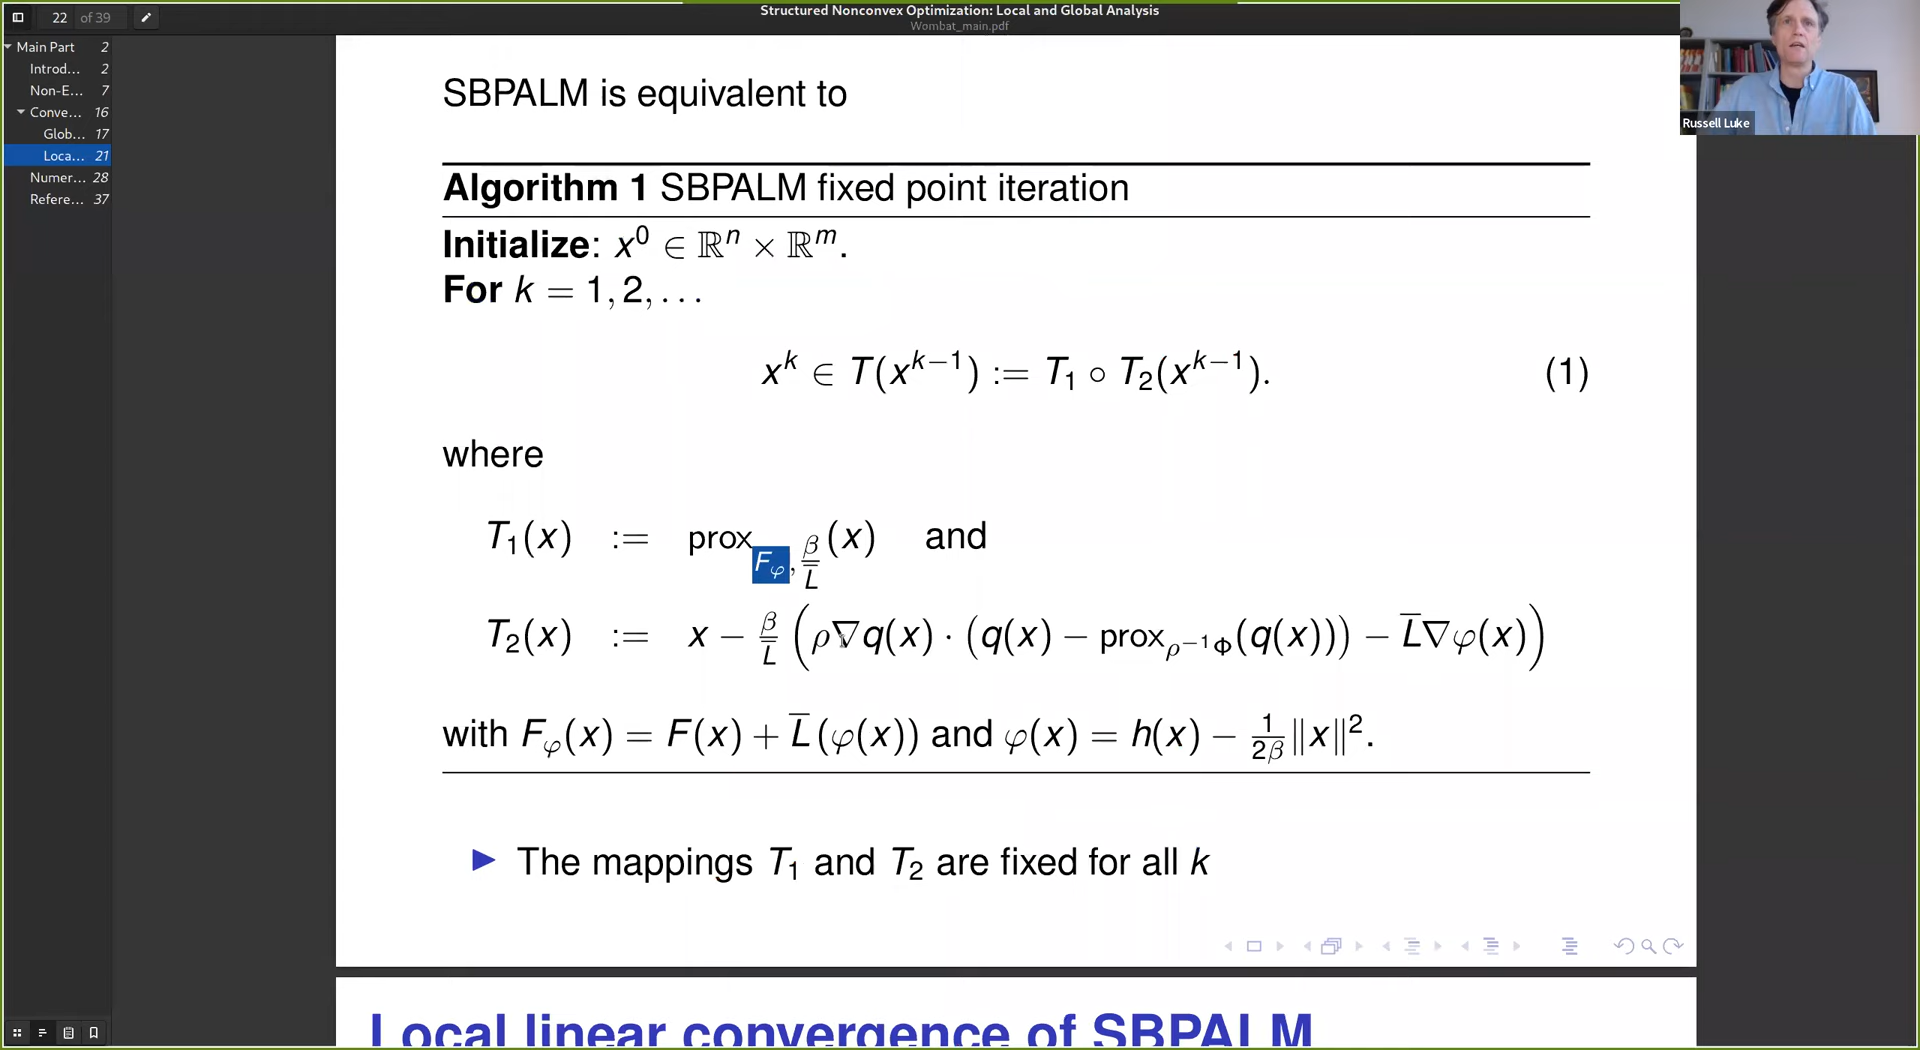 22 of 39
Structured Nonconvex Optimization: Local and Global Analysis
Wombat_main.pdf
Main Part 2
Introd... 2
Non-E... 7
Conve... 16
Glob... 17
Loca... 21
Numer... 28
Refere... 37
Russell Luke
SBPALM is equivalent to
Algorithm 1 SBPALM fixed point iteration
Initialize: x^0 ∈ ℝ^n × ℝ^m.
For k = 1, 2, . . .
x^k ∈ T(x^{k−1}) := T_1 ∘ T_2(x^{k−1}). (1)
where
T_1(x) := prox_{F_φ, β/L̅}(x) and
T_2(x) := x − β/L̅ (ρ∇q(x) · (q(x) − prox_{ρ^{−1}Φ}(q(x))) − L̅∇φ(x))
with F_φ(x) = F(x) + L̅(φ(x)) and φ(x) = h(x) − 1/2β ‖x‖^2.
▶ The mappings T_1 and T_2 are fixed for all k
Local linear convergence of SBPALM